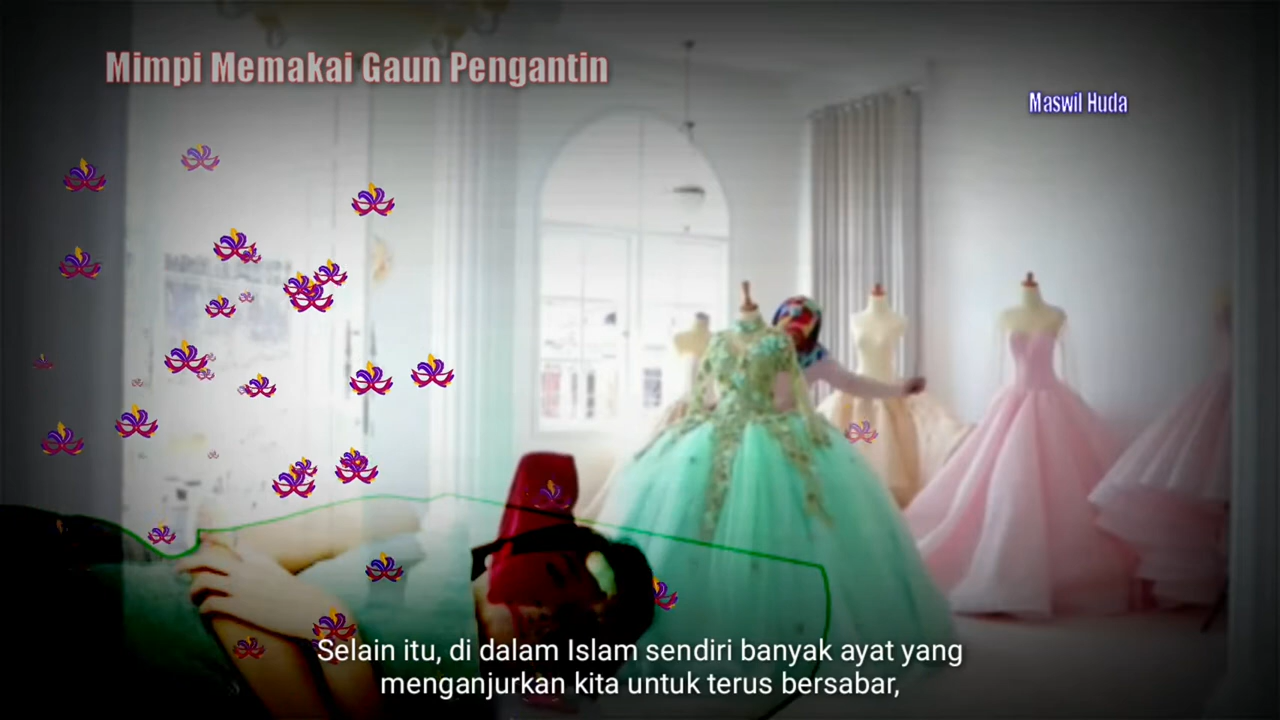 Mimpi Memakai Gaun Pengantin
Maswil Huda
Selain itu, di dalam Islam sendiri banyak ayat yang
menganjurkan kita untuk terus bersabar,